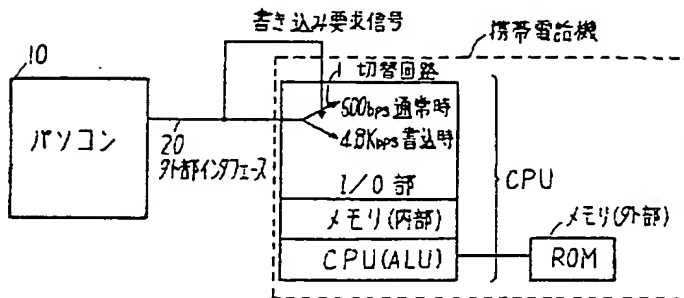 書き込み要求信号
携帯電話機
10
パソコン
20
外部インタフェース
切替回路
500bps 通常時
4.8Kbps 書込時
I/O 部
メモリ(内部)
CPU(ALU)
CPU
メモリ(外部)
ROM